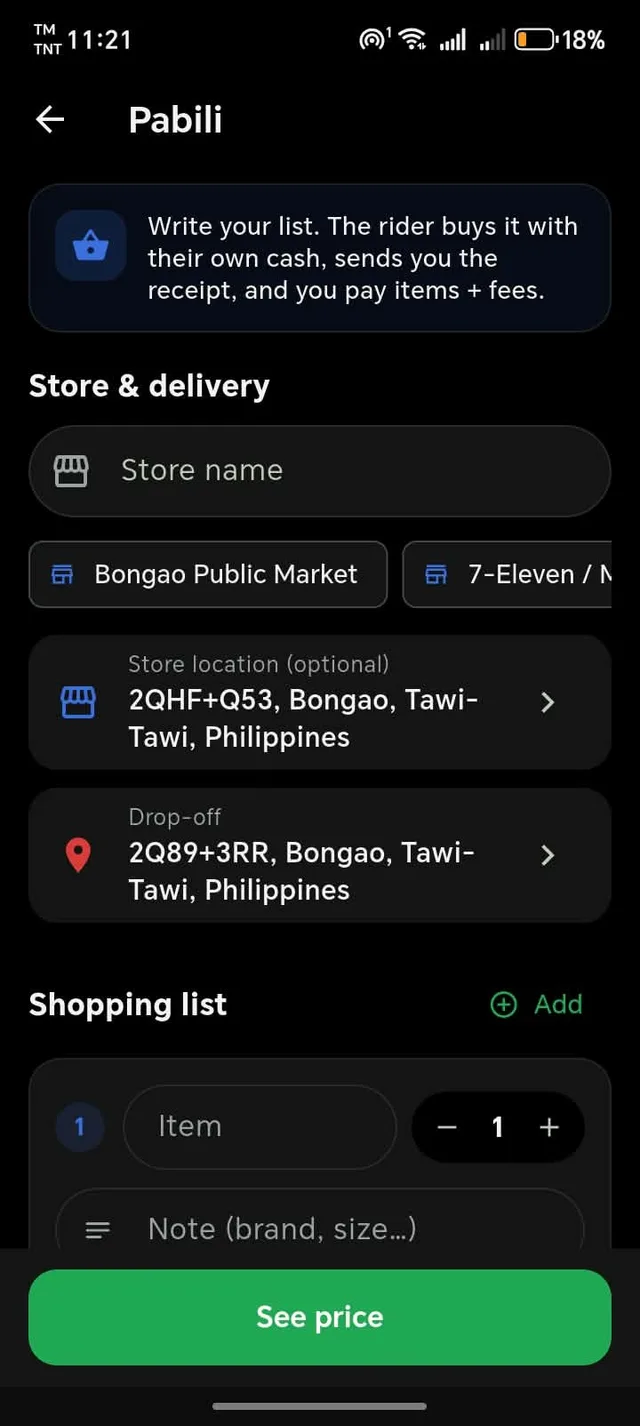 TM
TNT 11:21
1
18%
Pabili
Write your list. The rider buys it with
their own cash, sends you the
receipt, and you pay items + fees.
Store & delivery
Store name
Bongao Public Market
7-Eleven /
Store location (optional)
2QHF+Q53, Bongao, Tawi-
Tawi, Philippines
Drop-off
2Q89+3RR, Bongao, Tawi-
Tawi, Philippines
Shopping list
Add
1
Item
1
Note (brand, size...)
See price